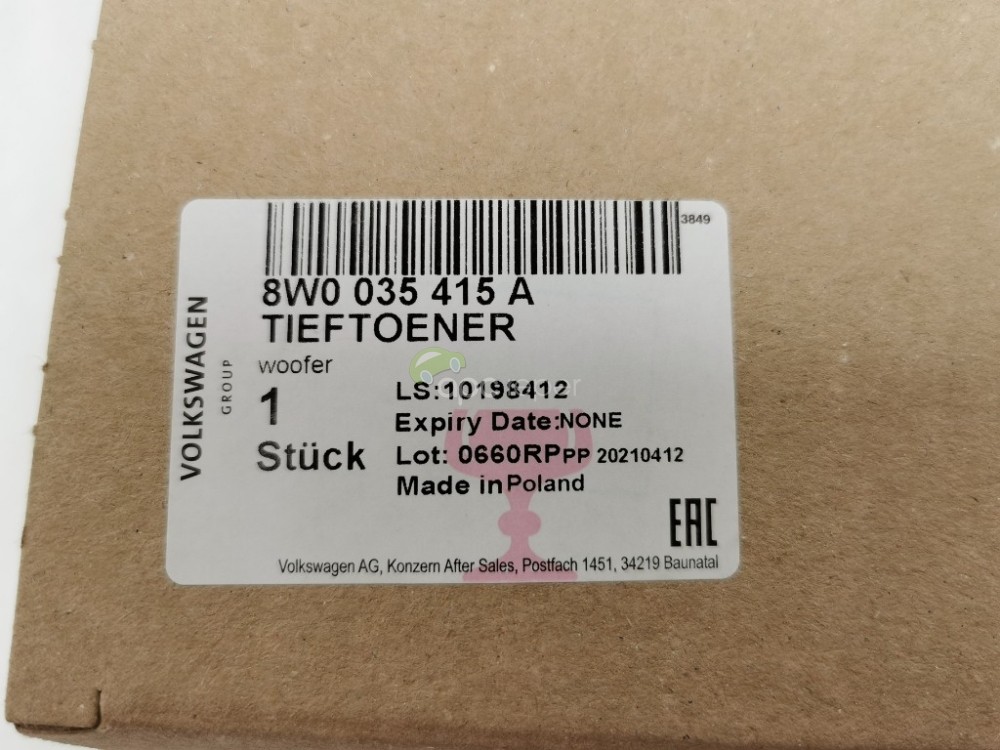 3849
8W0 035 415 A
TIEFTOENER
woofer
1
Stück
LS:10198412
Expiry Date:NONE
Lot: 0660RPPP 20210412
Made in Poland
VOLKSWAGEN
GROUP
EAC
Volkswagen AG, Konzern After Sales, Postfach 1451, 34219 Baunatal